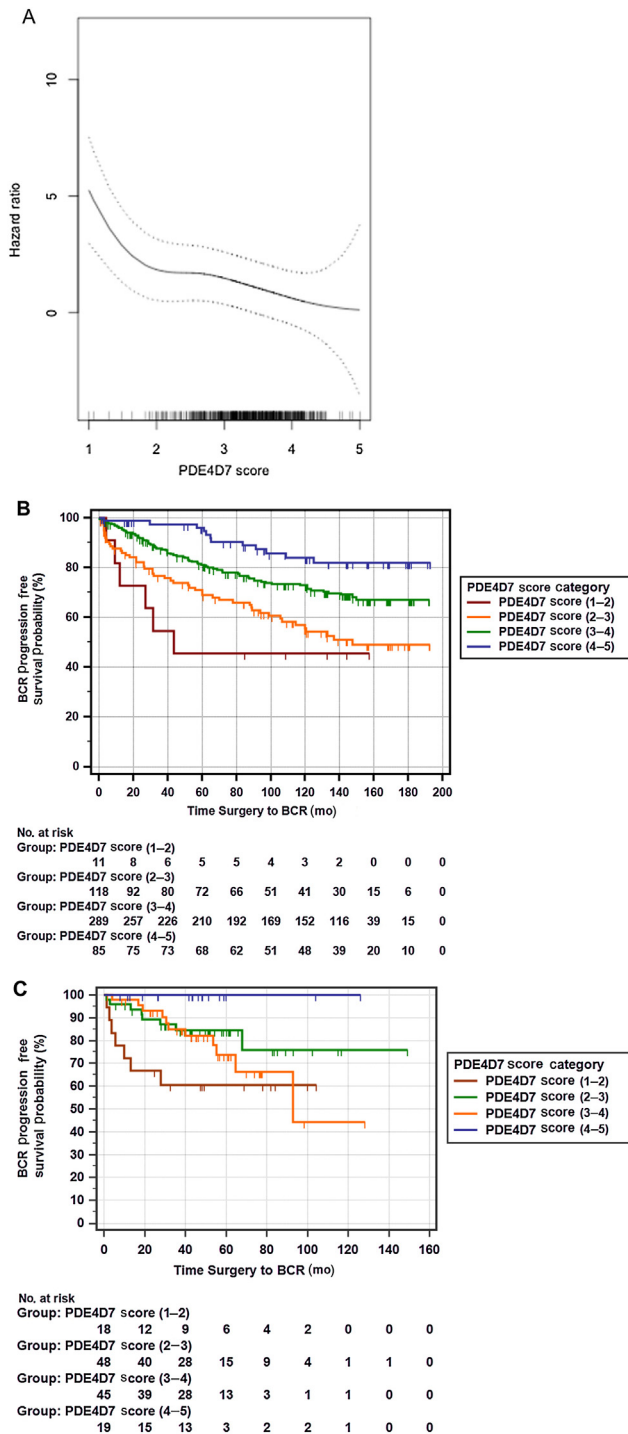 A
10
5
0
Hazard ratio
1 2 3 4 5
PDE4D7 score
B
100
80
60
40
20
0
BCR progression free
survival probability (%)
0 20 40 60 80 100 120 140 160 180 200
Time Surgery to BCR (mo)
PDE4D7 score category
PDE4D7 score (1–2)
PDE4D7 score (2–3)
PDE4D7 score (3–4)
PDE4D7 score (4–5)
No. at risk
Group: PDE4D7 score (1–2)
11 8 6 5 5 4 3 2 0 0 0
Group: PDE4D7 score (2–3)
118 92 80 72 66 51 41 30 15 6 0
Group: PDE4D7 score (3–4)
289 257 226 210 192 169 152 116 39 15 0
Group: PDE4D7 score (4–5)
85 75 73 68 62 51 48 39 20 10 0
C
100
90
80
70
60
50
40
90
80
90
100
0
BCR progression free
survival probability (%)
0 20 40 60 80 100 120 140 160
Time Surgery to BCR (mo)
PDE4D7 score category
PDE4D7 score (1–2)
PDE4D7 score (2–3)
PDE4D7 score (3–4)
PDE4D7 score (4–5)
No. at risk
Group: PDE4D7 score (1–2)
18 12 9 6 4 2 0 0 0
Group: PDE4D7 score (2–3)
48 40 28 15 9 4 1 1 0
Group: PDE4D7 score (3–4)
45 39 28 13 3 1 1 0 0
Group: PDE4D7 score (4–5)
19 15 13 3 2 2 1 0 0